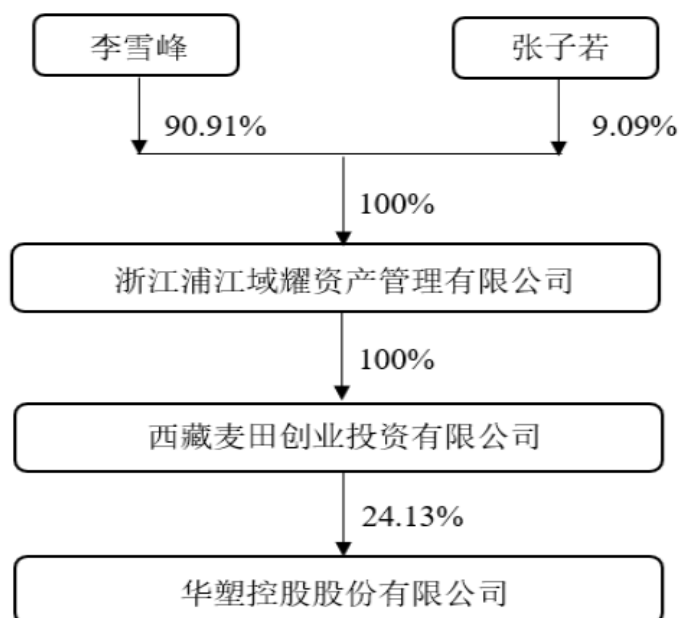 李雪峰
张子若
90.91%
9.09%
100%
浙江浦江域耀资产管理有限公司
100%
西藏麦田创业投资有限公司
24.13%
华塑控股股份有限公司